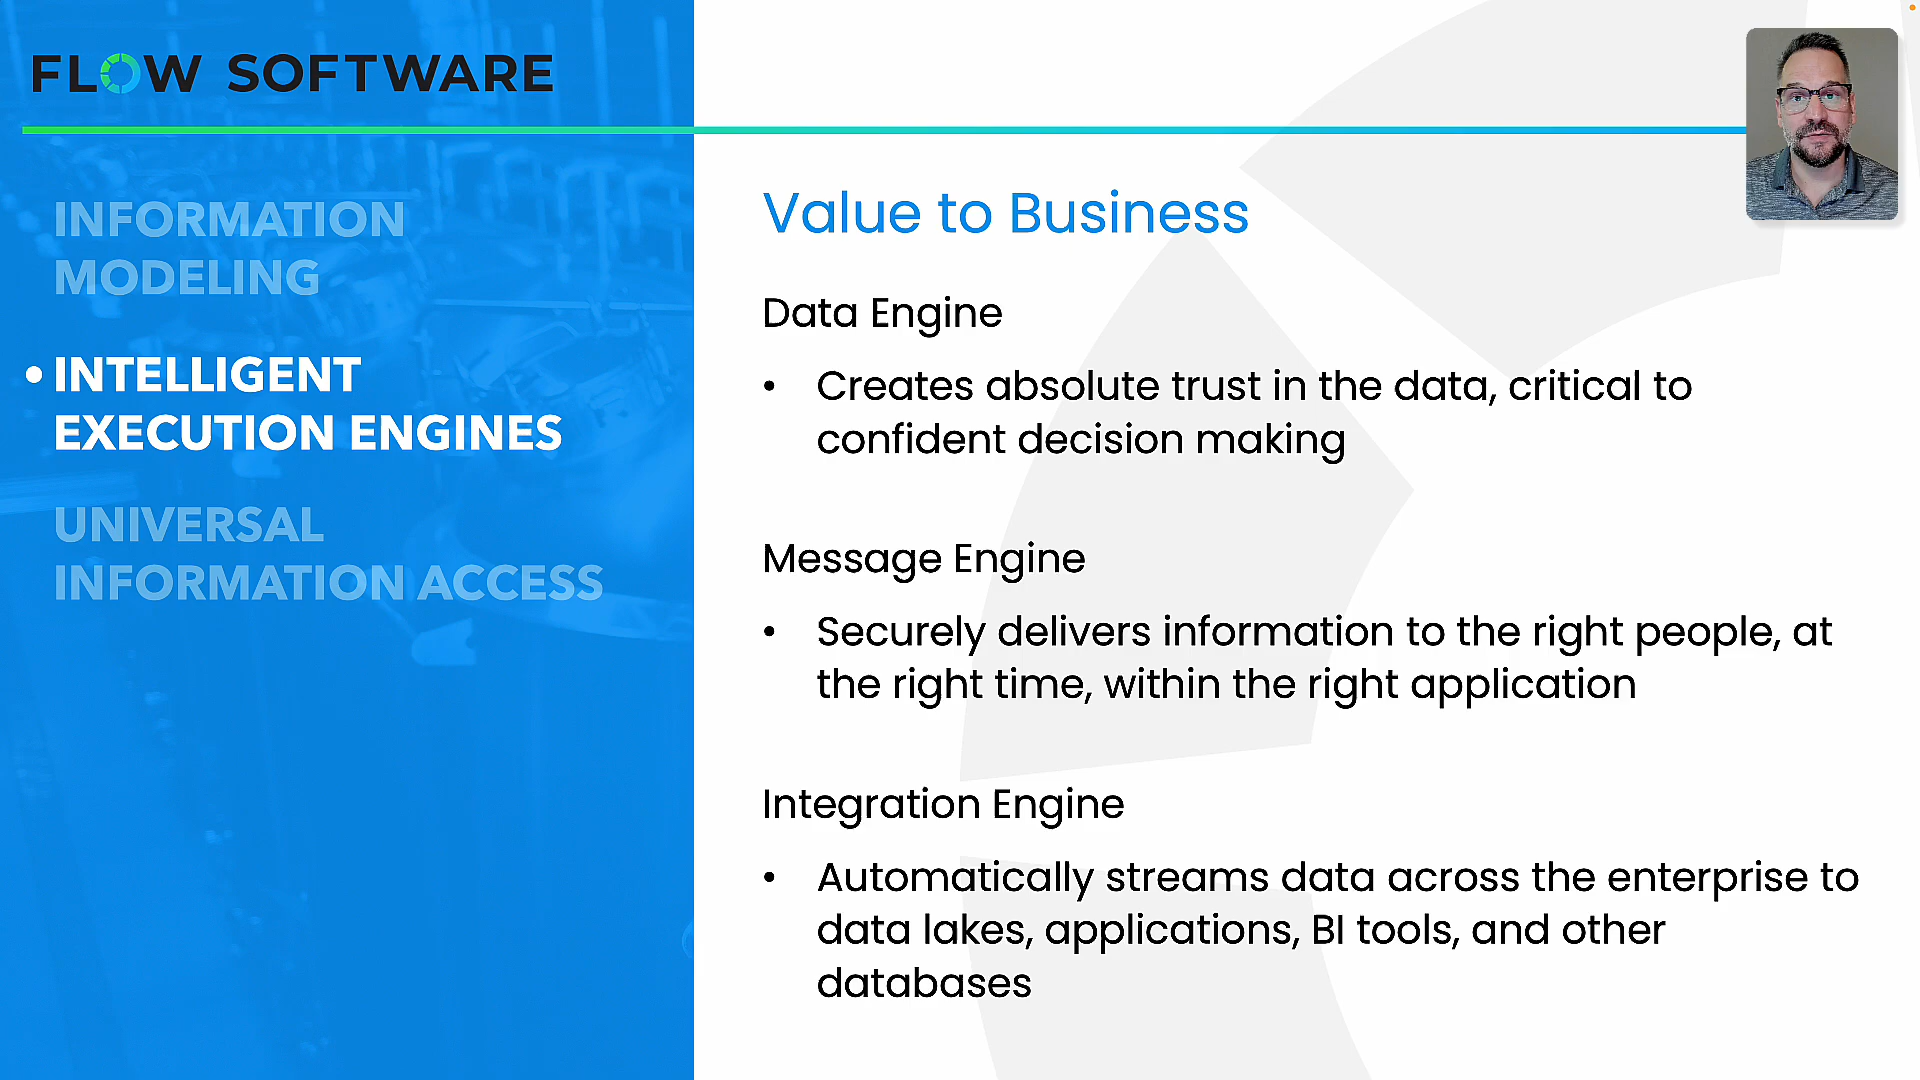 FLOW SOFTWARE
INFORMATION
MODELING
• INTELLIGENT
EXECUTION ENGINES
UNIVERSAL
INFORMATION ACCESS
Value to Business
Data Engine
• Creates absolute trust in the data, critical to
confident decision making
Message Engine
• Securely delivers information to the right people, at
the right time, within the right application
Integration Engine
• Automatically streams data across the enterprise to
data lakes, applications, BI tools, and other
databases